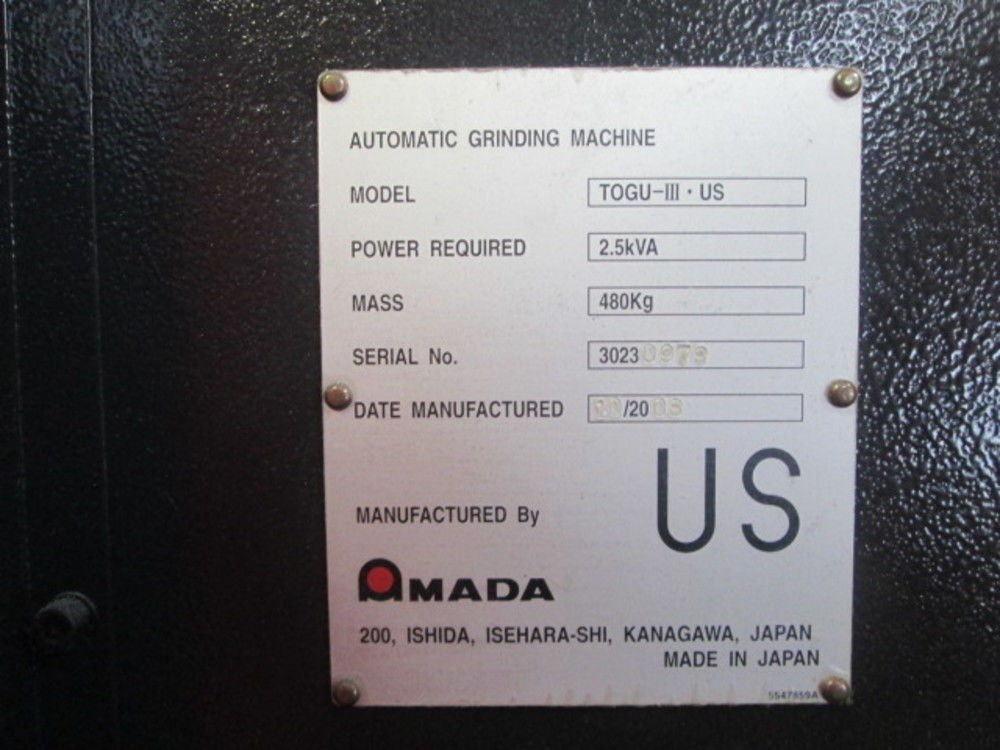 AUTOMATIC GRINDING MACHINE
MODEL TOGU-III・US
POWER REQUIRED 2.5kVA
MASS 480Kg
SERIAL No. 3023
DATE MANUFACTURED /20
US
MANUFACTURED By
AMADA
200, ISHIDA, ISEHARA-SHI, KANAGAWA, JAPAN
MADE IN JAPAN